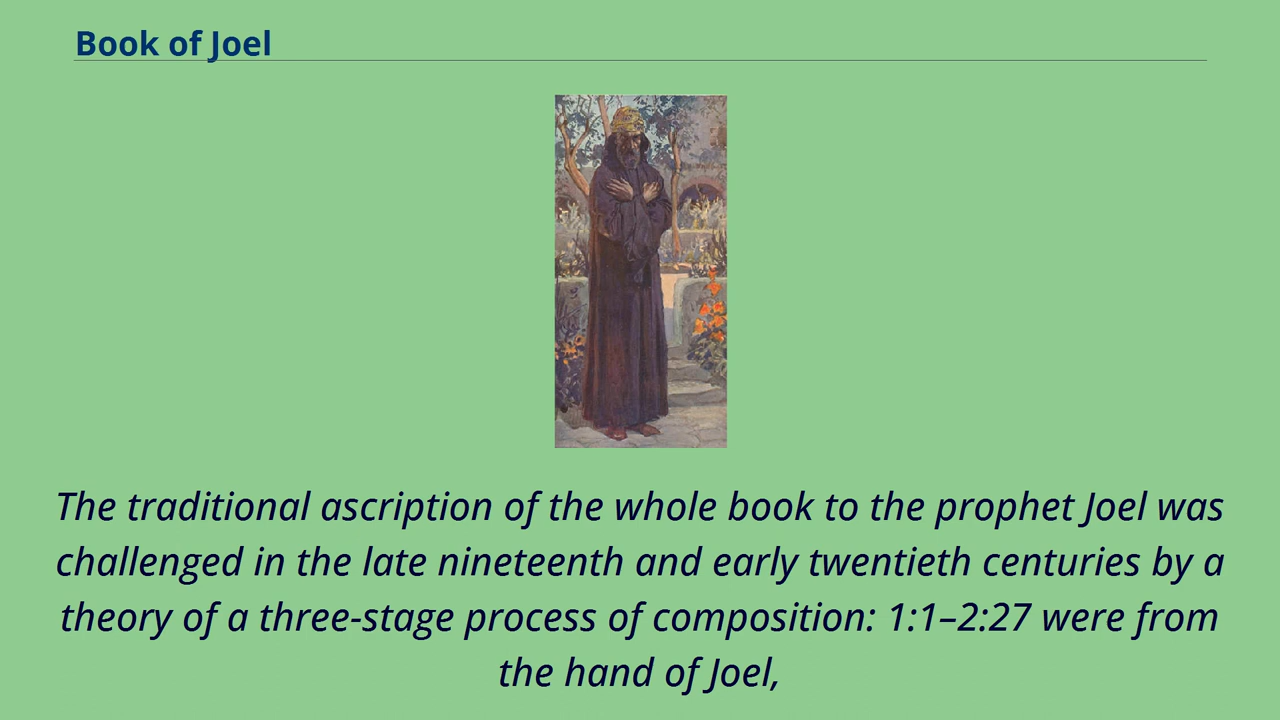 Book of Joel
The traditional ascription of the whole book to the prophet Joel was
challenged in the late nineteenth and early twentieth centuries by a
theory of a three-stage process of composition: 1:1–2:27 were from
the hand of Joel,